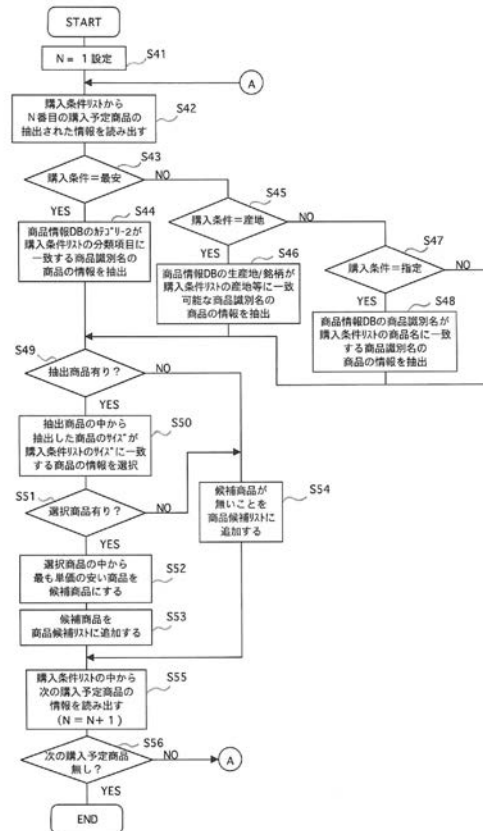 START
N= 1 設定
S41
A
購入条件リストから
N番目の購入予定商品の
抽出された情報を読み出す
S42
購入条件=最安
S43
NO
YES
S44
商品情報DBのｶﾃｺﾞﾘｰ2が
購入条件リストの分類項目に
一致する商品識別名の
商品の情報を抽出
購入条件=産地
S45
NO
YES
S46
商品情報DBの生産地/銘柄が
購入条件リストの産地等に一致
可能な商品識別名の
商品の情報を抽出
購入条件=指定
S47
NO
YES
S48
商品情報DBの商品識別名が
購入条件リストの商品名に一致
する商品識別名の
商品の情報を抽出
S49
抽出商品有り?
NO
YES
抽出商品の中から
抽出した商品のｻｲｽﾞが
購入条件リストのｻｲｽﾞに一致
する商品の情報を選択
S50
S51
選択商品有り?
NO
YES
候補商品が
無いことを
商品候補ﾘｽﾄに
追加する
S54
選択商品の中から
最も単価の安い商品を
候補商品にする
S52
候補商品を
商品候補ﾘｽﾄに追加する
S53
購入条件リストの中から
次の購入予定商品の
情報を読み出す
(N=N+1)
S55
次の購入予定商品
無し?
S56
NO
A
YES
END